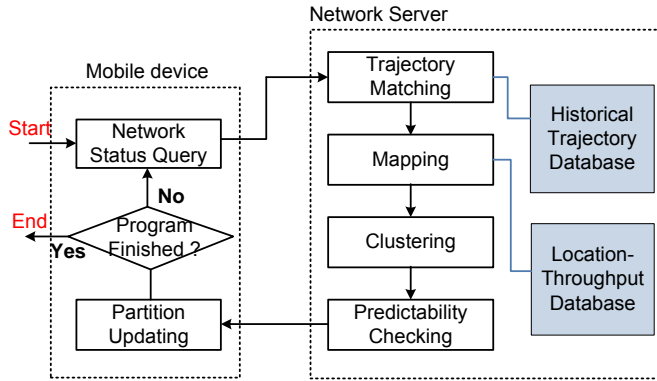 Network Server
Mobile device
Start
Network
Status Query
No
End
Yes
Program
Finished ?
Partition
Updating
Trajectory
Matching
Mapping
Clustering
Predictability
Checking
Historical
Trajectory
Database
Location-
Throughput
Database